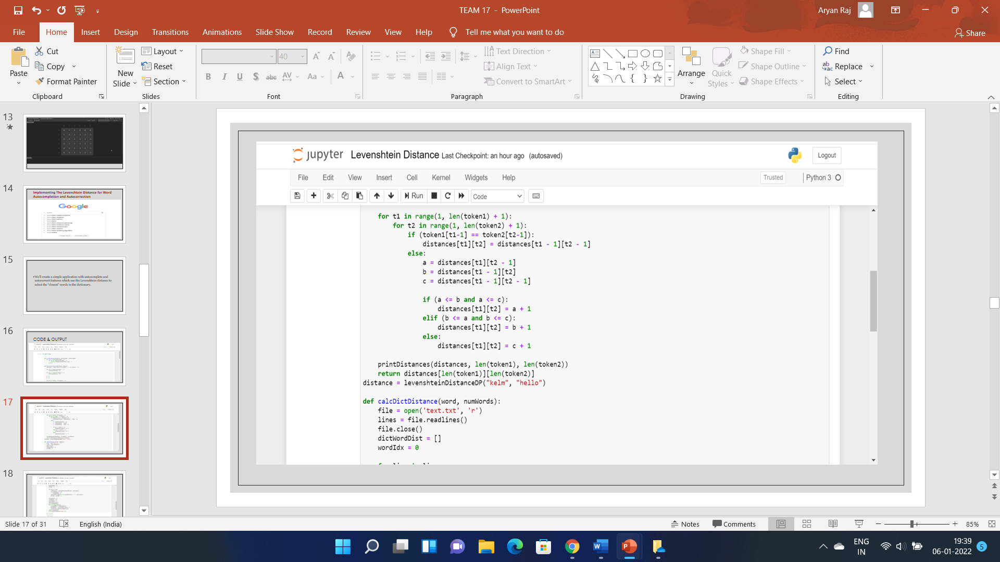 TEAM 17 - PowerPoint
Aryan Raj
File Home Insert Design Transitions Animations Slide Show Record Review View Help Tell me what you want to do
Share
Paste
Cut
Copy
Format Painter
Clipboard
New Slide
Layout
Reset
Section
Slides
40
B I U S abc AV Aa A
Font
Text Direction
Align Text
Convert to SmartArt
Paragraph
Arrange
Quick Styles
Shape Fill
Shape Outline
Shape Effects
Drawing
Find
Replace
Select
Editing
13
14
Implementing The Levenshtein Distance for Word
Autocompletion and Autocorrection
Google
15
•We'll create a simple application with autocomplete and
autocorrect features which use the Levenshtein distance to
select the "closest" words in the dictionary.
16
CODE & OUTPUT
17
18
jupyter Levenshtein Distance Last Checkpoint: an hour ago (autosaved)
Logout
File Edit View Insert Cell Kernel Widgets Help
Trusted
Python 3
Run
Code
for t1 in range(1, len(token1) + 1):
for t2 in range(1, len(token2) + 1):
if (token1[t1-1] == token2[t2-1]):
distances[t1][t2] = distances[t1 - 1][t2 - 1]
else:
a = distances[t1][t2 - 1]
b = distances[t1 - 1][t2]
c = distances[t1 - 1][t2 - 1]
if (a <= b and a <= c):
distances[t1][t2] = a + 1
elif (b <= a and b <= c):
distances[t1][t2] = b + 1
else:
distances[t1][t2] = c + 1
printDistances(distances, len(token1), len(token2))
return distances[len(token1)][len(token2)]
distance = levenshteinDistanceDP("kelm", "hello")
def calcDictDistance(word, numWords):
file = open('text.txt', 'r')
lines = file.readlines()
file.close()
dictWordDist = []
wordIdx = 0
Slide 17 of 31
English (India)
Notes
Comments
85%
ENG
IN
19:39
06-01-2022
5